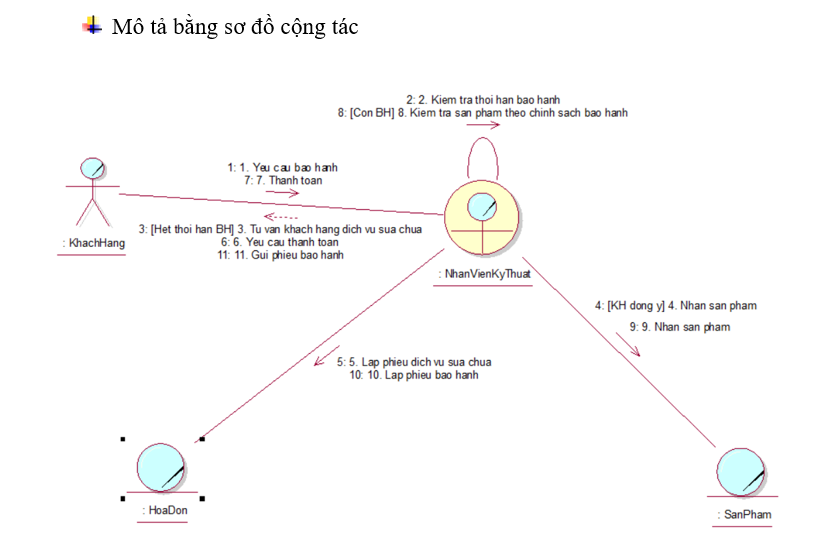 Mô tả bằng sơ đồ cộng tác
2: 2. Kiem tra thoi han bao hanh
8: [Con BH] 8. Kiem tra san pham theo chinh sach bao hanh
1: 1. Yeu cau bao hanh
7: 7. Thanh toan
3: [Het thoi han BH] 3. Tu van khach hang dich vu sua chua
6: 6. Yeu cau thanh toan
11: 11. Gui phieu bao hanh
: KhachHang
: NhanVienKyThuat
4: [KH dong y] 4. Nhan san pham
9: 9. Nhan san pham
5: 5. Lap phieu dich vu sua chua
10: 10. Lap phieu bao hanh
: HoaDon
: SanPham